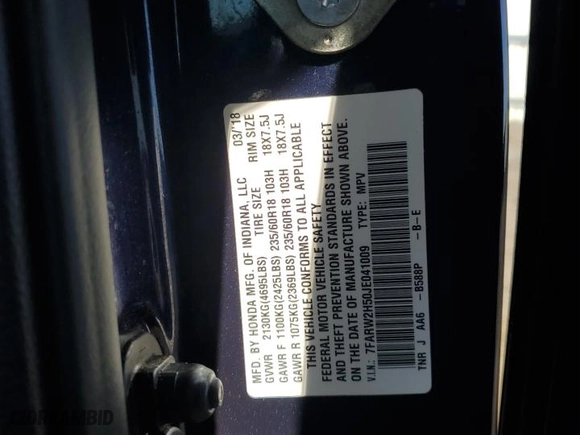 MFD. BY HONDA MFG. OF INDIANA, LLC 03/'18
GVWR 2130KG(4695LBS) TIRE SIZE RIM SIZE
GAWR F 1100KG(2425LBS) 235/60R18 103H 18X7.5J
GAWR R 1075KG(2369LBS) 235/60R18 103H 18X7.5J
THIS VEHICLE CONFORMS TO ALL APPLICABLE
FEDERAL MOTOR VEHICLE SAFETY
AND THEFT PREVENTION STANDARDS IN EFFECT
ON THE DATE OF MANUFACTURE SHOWN ABOVE.
V.I.N.: 7FARW2H50JE041009 TYPE: MPV
TNR J AA6 - B588P - B-E